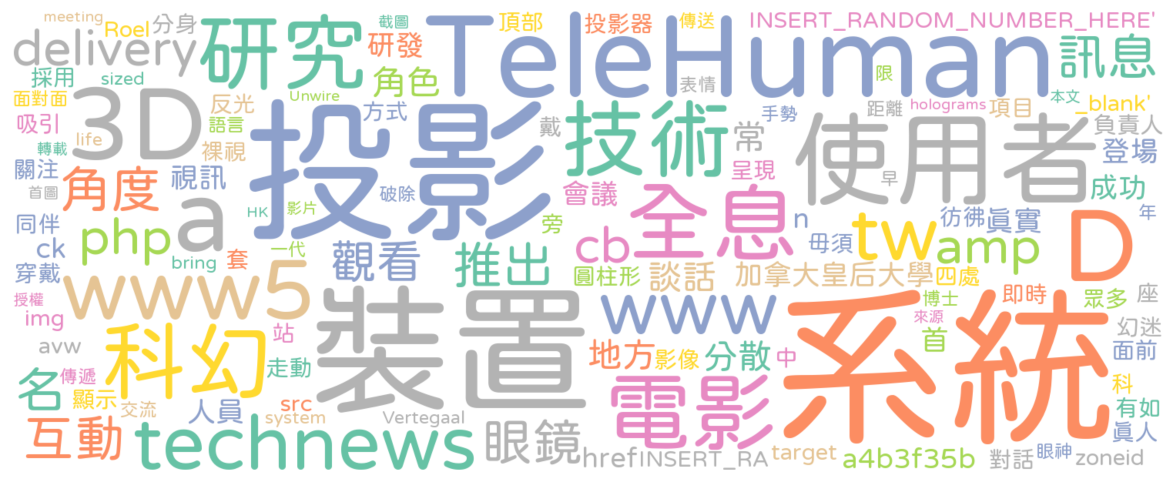 meeting
Roel
分身
截圖
傳送
頂部
投影器
INSERT_RANDOM_NUMBER_HERE'
delivery
研究
研發
TeleHuman
訊息
採用
sized
角色
表情
限
面對面
反光
Unwire
方式
手勢
距離
holograms
項目
本文
_blank'
吸引
life
3D
語言
投影
戴
技術
常
使用者
負責人
轉載
裸視
登場
關注
首圖
角度
視訊
破除
會議
呈現
早
成功
同伴
a
HK
影片
旁
全息
n
彷彿
真實
年
ck
php
一代
觀看
推出
cb
毋須
tw
amp
D
穿戴
bring
套
圓柱形
談話
加拿大皇后大學
四處
授權
www
5
www
博士
即時
眾多
座
img
站
裝置
來源
系統
幻迷
avw
科幻
走動
地方
影像
分散
中
首
面前
名
傳遞
顯示
交流
人員
src
system
Vertegaal
電影
科
有如
互動
technews
眼鏡
href
INSERT_RA
target
a4b3f35b
對話
眼神
真人
zoneid